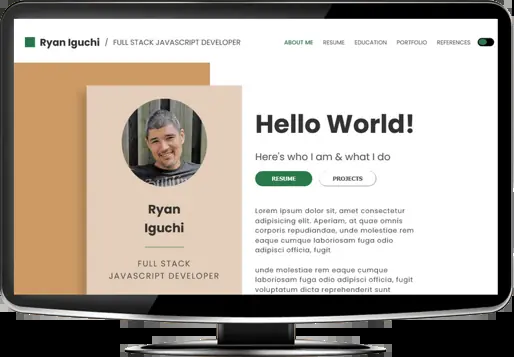 Ryan Iguchi / FULL STACK JAVASCRIPT DEVELOPER
ABOUT ME RESUME EDUCATION PORTFOLIO REFERENCES
Ryan
Iguchi
FULL STACK
JAVASCRIPT DEVELOPER
Hello World!
Here's who I am & what I do
RESUME PROJECTS
Lorem ipsum dolor sit, amet consectetur
adipisicing elit. Aperiam, at quae omnis
corporis repudiandae, unde molestiae rem
eaque cumque laboriosam fuga odio
adipisci officia, fugit
unde molestiae rem eaque cumque
laboriosam fuga odio adipisci officia, fugit
voluptatum dicta reprehenderit sunt